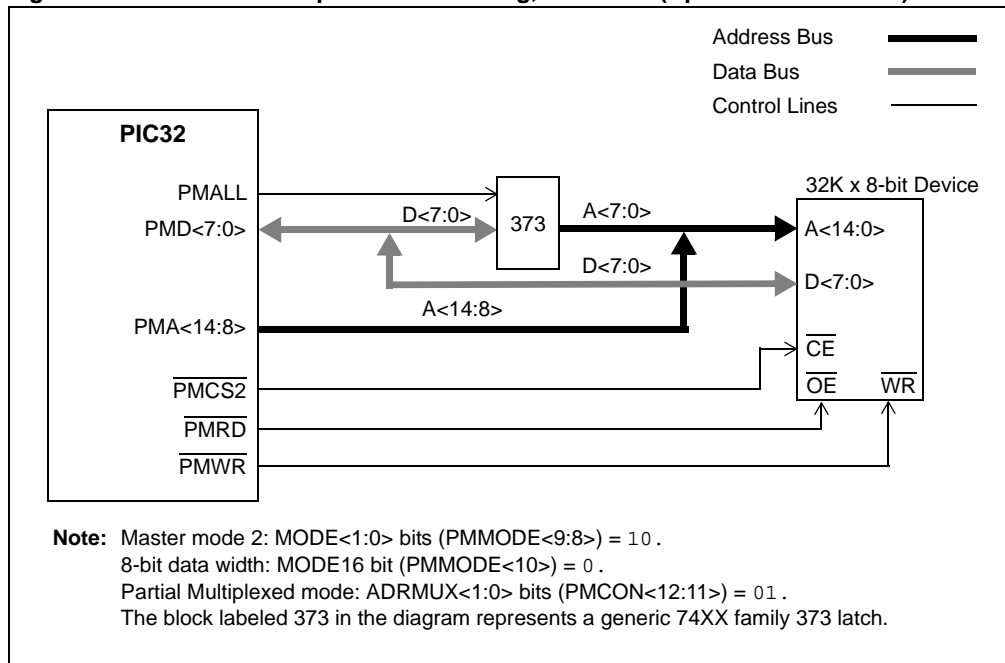 Address Bus
Data Bus
Control Lines
PIC32
32K x 8-bit Device
PMALL
373
D<7:0>
A<7:0>
PMD<7:0>
A<14:0>
D<7:0>
D<7:0>
A<14:8>
PMA<14:8>
CE
PMCS2
OE
WR
PMRD
PMWR
Note: Master mode 2: MODE<1:0> bits (PMMODE<9:8>) = 10.
8-bit data width: MODE16 bit (PMMODE<10>) = 0.
Partial Multiplexed mode: ADRMUX<1:0> bits (PMCON<12:11>) = 01.
The block labeled 373 in the diagram represents a generic 74XX family 373 latch.